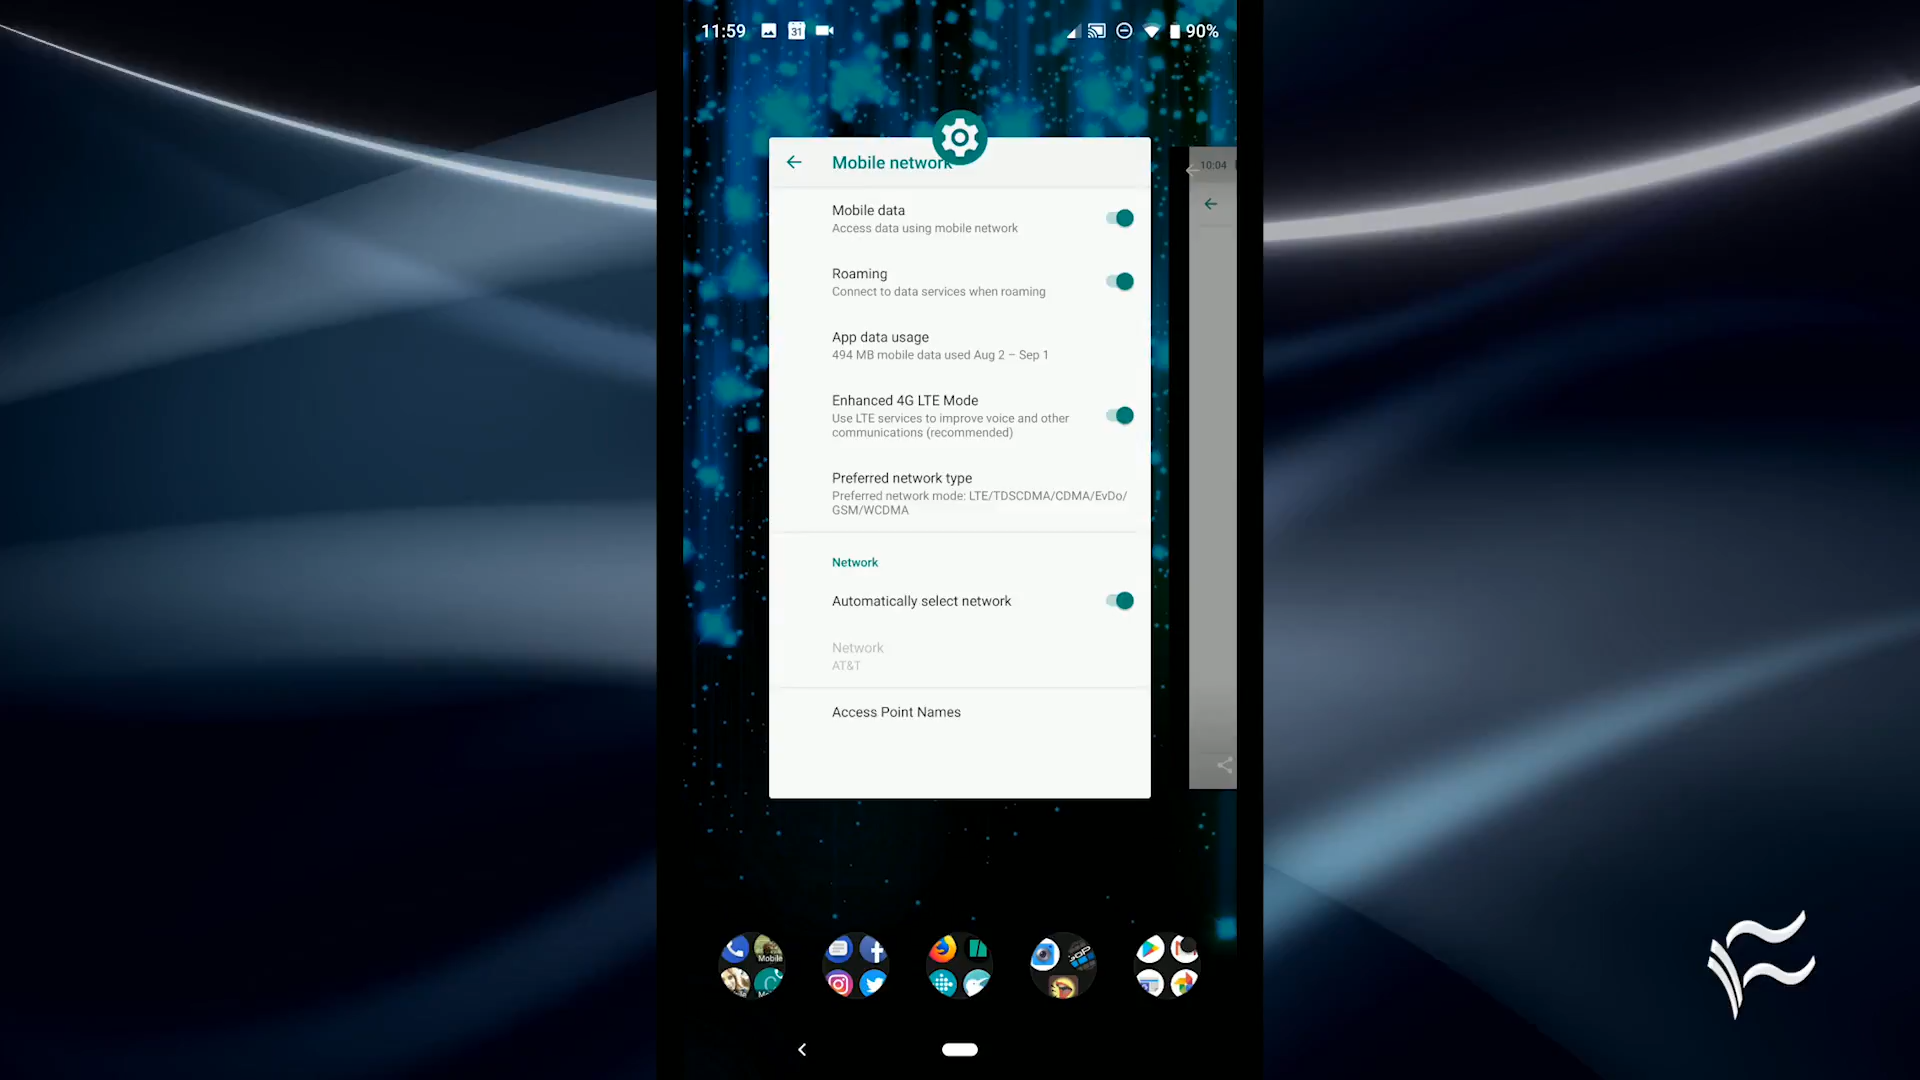 11:59 31 90%
Mobile network
10:04
Mobile data
Access data using mobile network
Roaming
Connect to data services when roaming
App data usage
494 MB mobile data used Aug 2 – Sep 1
Enhanced 4G LTE Mode
Use LTE services to improve voice and other
communications (recommended)
Preferred network type
Preferred network mode: LTE/TDSCDMA/CDMA/EvDo/
GSM/WCDMA
Network
Automatically select network
Network
AT&T
Access Point Names
Mobile